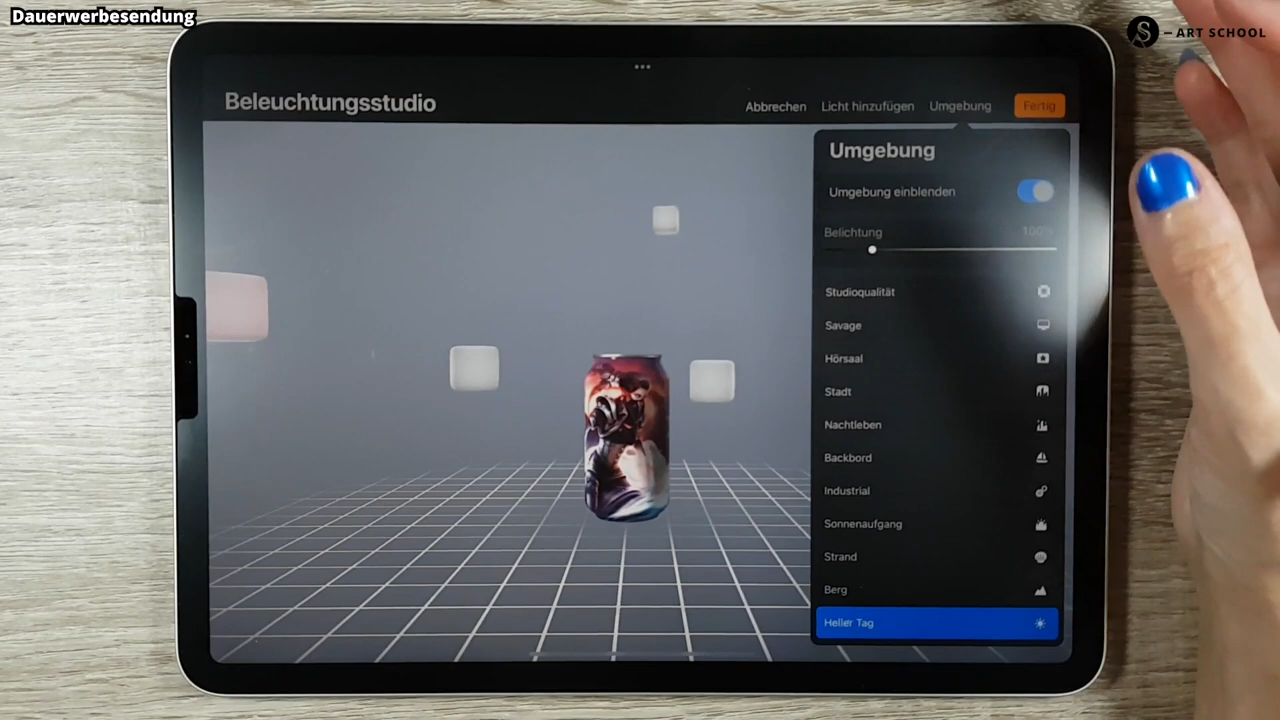 Dauerwerbesendung
– ART SCHOOL
Beleuchtungsstudio
Abbrechen
Licht hinzufügen
Umgebung
Fertig
Umgebung
Umgebung einblenden
Belichtung
100%
Studioqualität
Savage
Hörsaal
Stadt
Nachtleben
Backbord
Industrial
Sonnenaufgang
Strand
Berg
Heller Tag